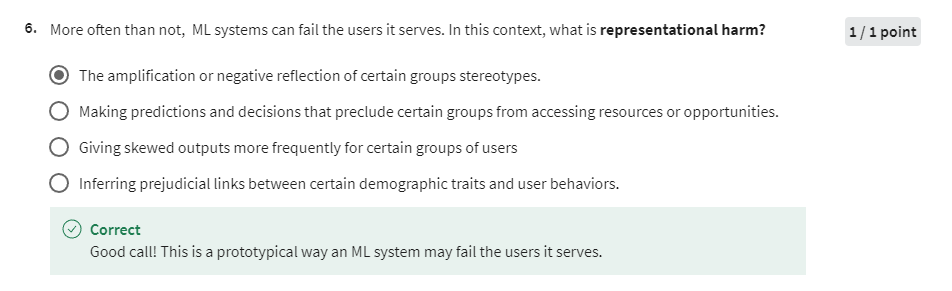 6. More often than not, ML systems can fail the users it serves. In this context, what is representational harm?
1 / 1 point
The amplification or negative reflection of certain groups stereotypes.
Making predictions and decisions that preclude certain groups from accessing resources or opportunities.
Giving skewed outputs more frequently for certain groups of users
Inferring prejudicial links between certain demographic traits and user behaviors.
Correct
Good call! This is a prototypical way an ML system may fail the users it serves.